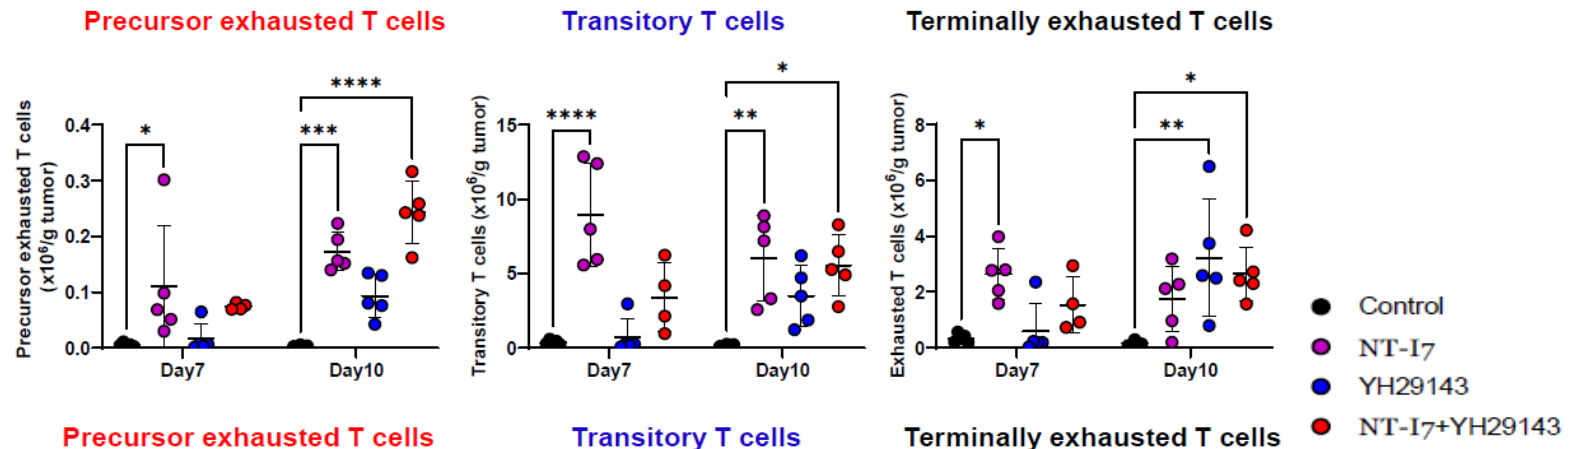 Precursor exhausted T cells
Transitory T cells
Terminally exhausted T cells
Precursor exhausted T cells
(x10⁶/g tumor)
0.4
0.3
0.2
0.1
0.0
*
***
****
Day7
Day10
Transitory T cells (x10⁶/g tumor)
15
10
5
0
****
**
*
Day7
Day10
Exhausted T cells (x10⁶/g tumor)
8
6
4
2
0
*
**
*
Day7
Day10
Control
NT-I7
YH29143
NT-I7+YH29143
Precursor exhausted T cells
Transitory T cells
Terminally exhausted T cells